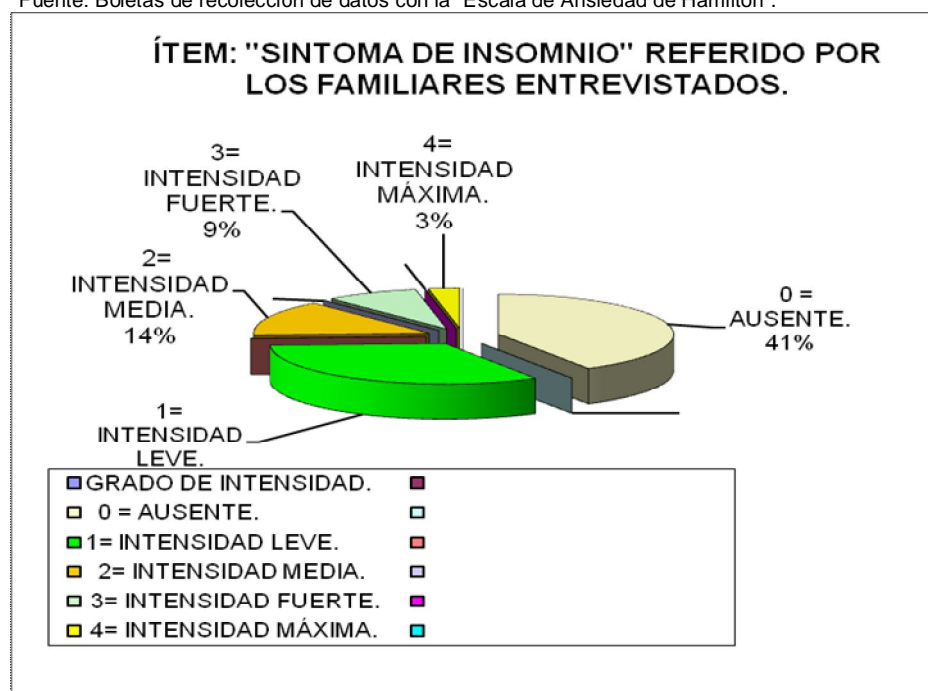 Fuente: Boletas de recolección de datos con la "Escala de Ansiedad de Hamilton".
ÍTEM: "SINTOMA DE INSOMNIO" REFERIDO POR
LOS FAMILIARES ENTREVISTADOS.
3=
INTENSIDAD
FUERTE.
9%
4=
INTENSIDAD
MÁXIMA.
3%
2=
INTENSIDAD
MEDIA.
14%
0 =
AUSENTE.
41%
1=
INTENSIDAD
LEVE.
GRADO DE INTENSIDAD.
0 = AUSENTE.
1= INTENSIDAD LEVE.
2= INTENSIDAD MEDIA.
3= INTENSIDAD FUERTE.
4= INTENSIDAD MÁXIMA.